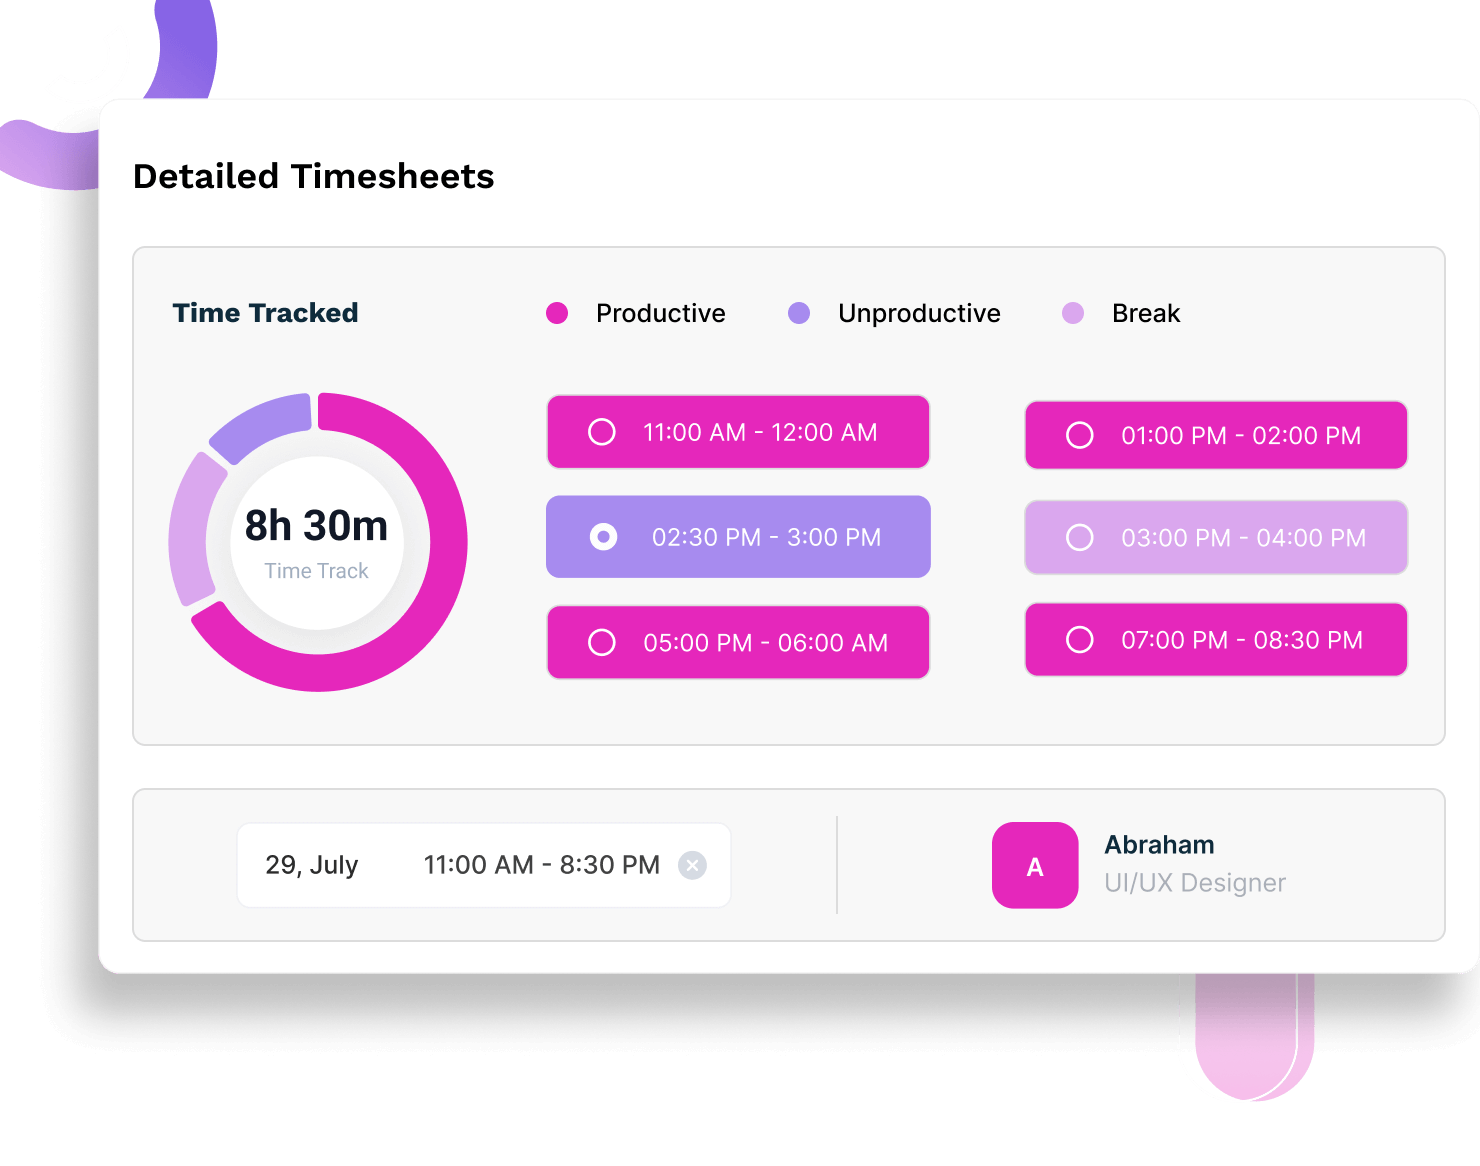 Detailed Timesheets
Time Tracked
Productive
Unproductive
Break
8h 30m
Time Track
11:00 AM - 12:00 AM
01:00 PM - 02:00 PM
02:30 PM - 3:00 PM
03:00 PM - 04:00 PM
05:00 PM - 06:00 AM
07:00 PM - 08:30 PM
29, July
11:00 AM - 8:30 PM
A
Abraham
UI/UX Designer